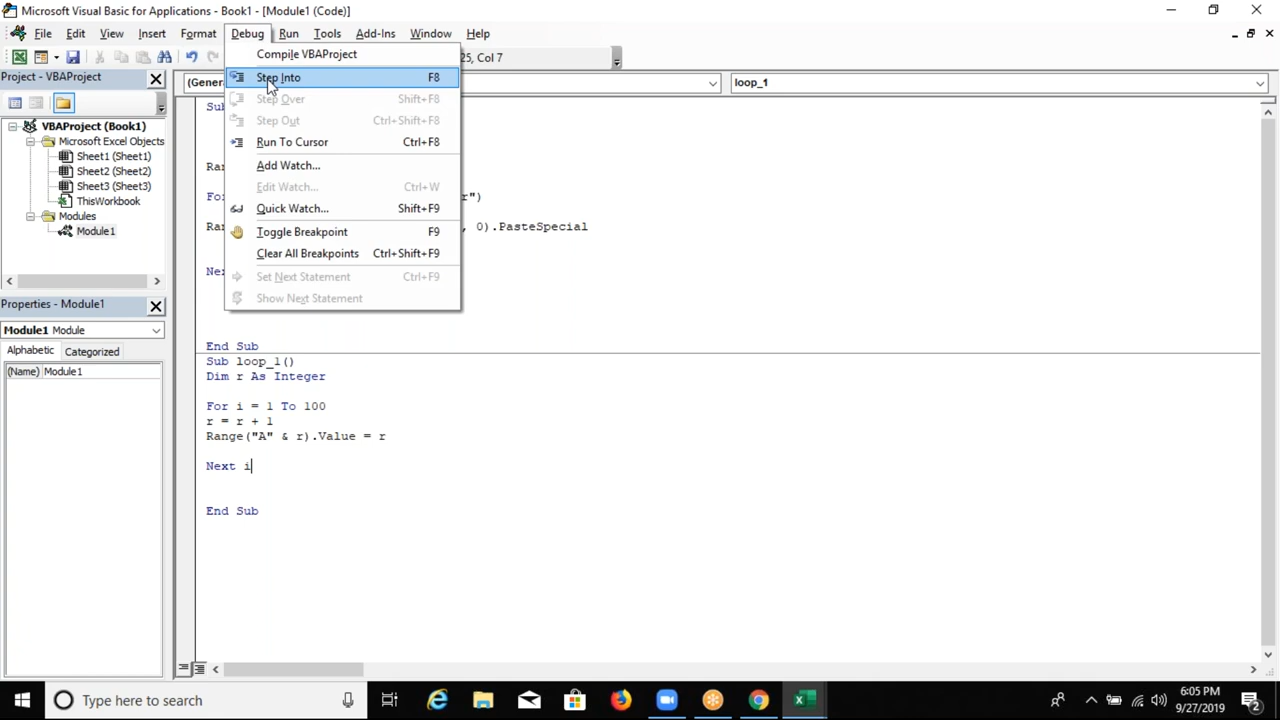 Microsoft Visual Basic for Applications - Book1 - [Module1 (Code)]
File Edit View Insert Format Debug Run Tools Add-Ins Window Help
25, Col 7
Compile VBAProject
Step Into F8
Step Over Shift+F8
Step Out Ctrl+Shift+F8
Run To Cursor Ctrl+F8
Add Watch...
Edit Watch... Ctrl+W
Quick Watch... Shift+F9
Toggle Breakpoint F9
Clear All Breakpoints Ctrl+Shift+F9
Set Next Statement Ctrl+F9
Show Next Statement
Project - VBAProject
VBAProject (Book1)
Microsoft Excel Objects
Sheet1 (Sheet1)
Sheet2 (Sheet2)
Sheet3 (Sheet3)
ThisWorkbook
Modules
Module1
Properties - Module1
Module1 Module
Alphabetic Categorized
(Name) Module1
(Gener
loop_1
Su
Ra
Fo r")
Ra , 0).PasteSpecial
Ne
End Sub
Sub loop_1()
Dim r As Integer
For i = 1 To 100
r = r + 1
Range("A" & r).Value = r
Next i
End Sub
Type here to search
6:05 PM
9/27/2019
2